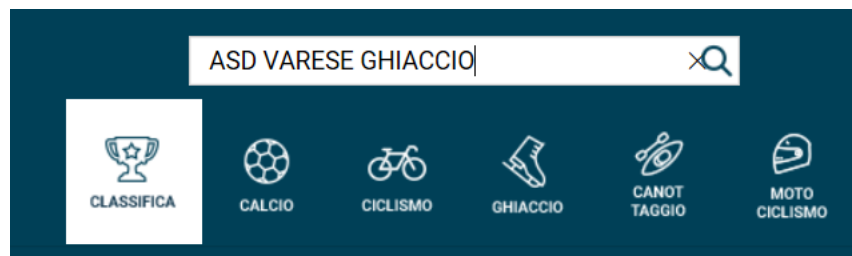 ASD VARESE GHIACCIO
CLASSIFICA
CALCIO
CICLISMO
GHIACCIO
CANOT
TAGGIO
MOTO
CICLISMO